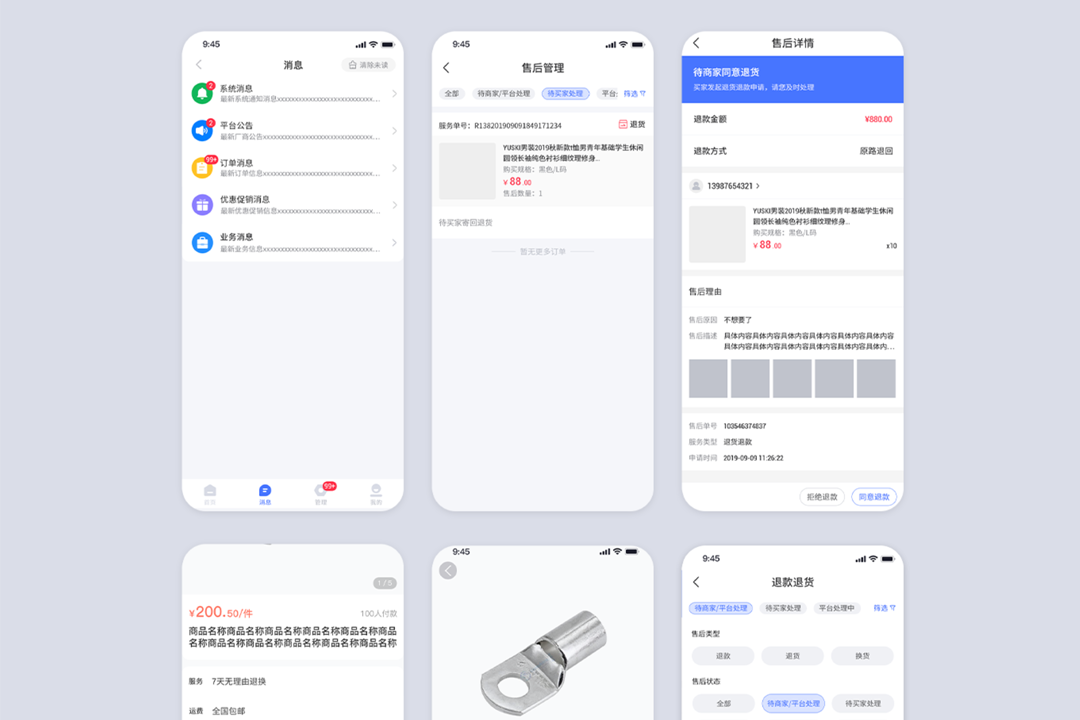 9:45
消息
清除未读
2
系统消息
最新系统通知消息xxxxxxxxxxxxxxxxxxxxxxxxxxx...
2
平台公告
最新厂商公告xxxxxxxxxxxxxxxxxxxxxxxxxxx...
99+
订单消息
最新订单信息xxxxxxxxxxxxxxxxxxxxxxxxxxx...
优惠促销消息
最新优惠促销信息xxxxxxxxxxxxxxxxxxxxxxxx...
业务消息
最新业务信息xxxxxxxxxxxxxxxxxxxxxxxxxxx...
首页
消息
99+
管理
我的
9:45
售后管理
全部
待商家/平台处理
待买家处理
平台:
筛选
服务单号：R138201909091849171234
退货
YUSKI男装2019秋新款t恤男青年基础学生休闲
圆领长袖纯色衬衫细纹理修身...
购买规格：黑色/L码
￥88.00
售后数量：1
待买家寄回退货
暂无更多订单
售后详情
待商家同意退货
买家发起退货退款申请，请您及时处理
退款金额
¥880.00
退款方式
原路退回
13987654321
YUSKI男装2019秋新款t恤男青年基础学生休闲
圆领长袖纯色衬衫细纹理修身...
购买规格：黑色/L码
￥88.00
x10
售后理由
售后原因 不想要了
售后描述 具体内容具体内容具体内容具体内容具体内容具体内容
具体内容具体内容具体内容具体内容具体内容具体内...
售后单号 103546374837
服务类型 退货退款
申请时间 2019-09-09 11:26:22
拒绝退款
同意退款
1 / 5
¥200.50/件
100人付款
商品名称商品名称商品名称商品名称商品名称商品
名称商品名称商品名称商品名称商品名称商品名称
服务 7天无理由退换
运费 全国包邮
9:45
9:45
退款退货
待商家/平台处理
待买家处理
平台处理中
筛选
售后类型
退款
退货
换货
售后状态
全部
待商家/平台处理
待买家处理